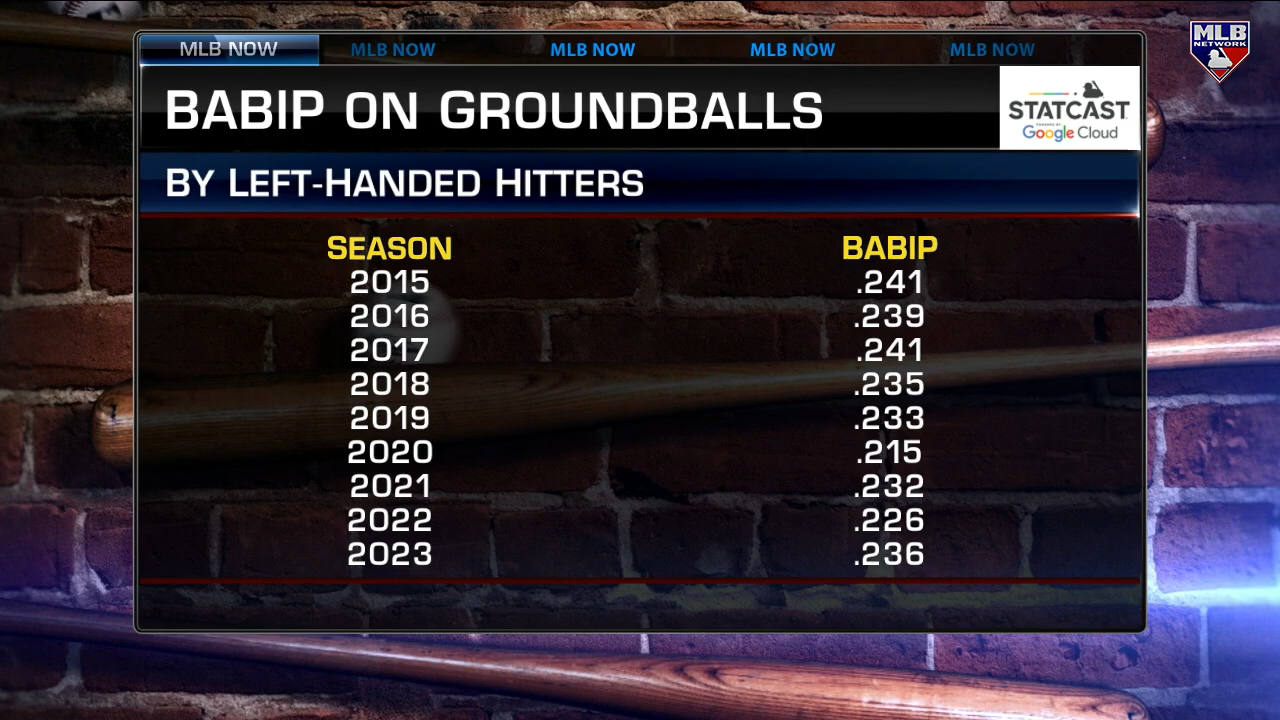 MLB NOW MLB NOW MLB NOW MLB NOW MLB NOW
MLB
NETWORK
BABIP ON GROUNDBALLS
STATCAST
POWERED BY
Google Cloud
BY LEFT-HANDED HITTERS
SEASON BABIP
2015 .241
2016 .239
2017 .241
2018 .235
2019 .233
2020 .215
2021 .232
2022 .226
2023 .236